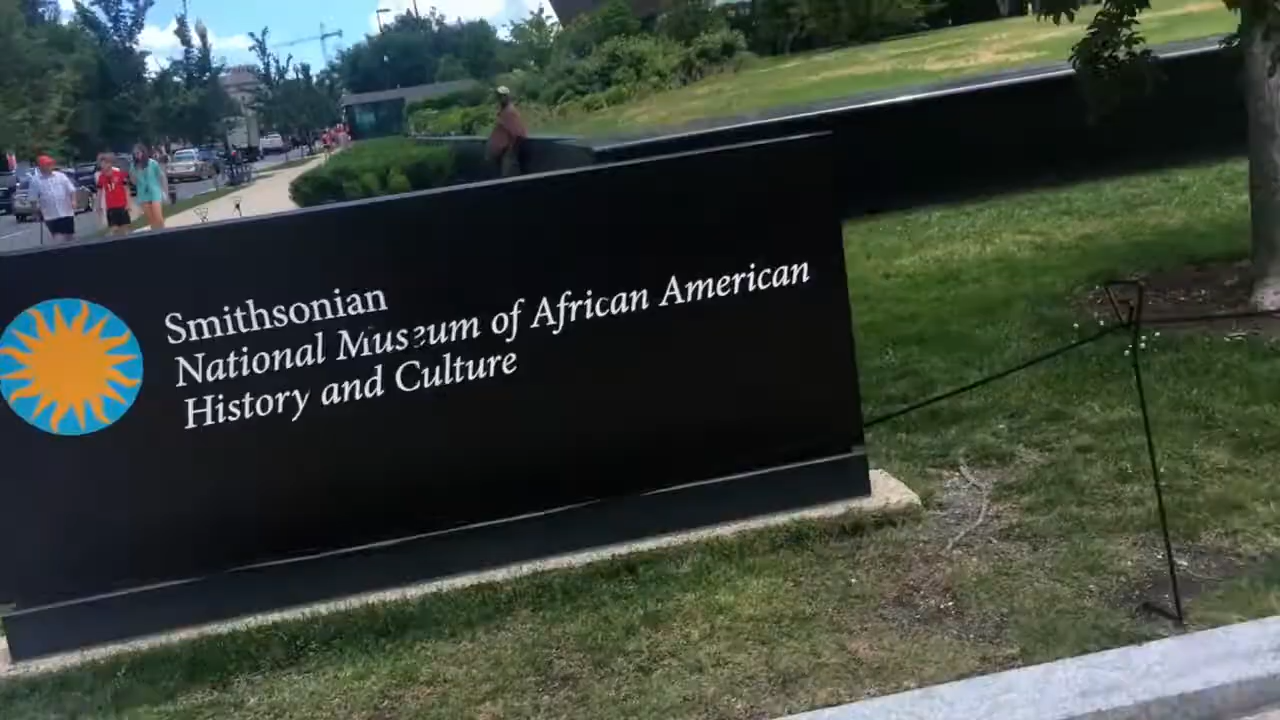 Smithsonian
National Museum of African American
History and Culture